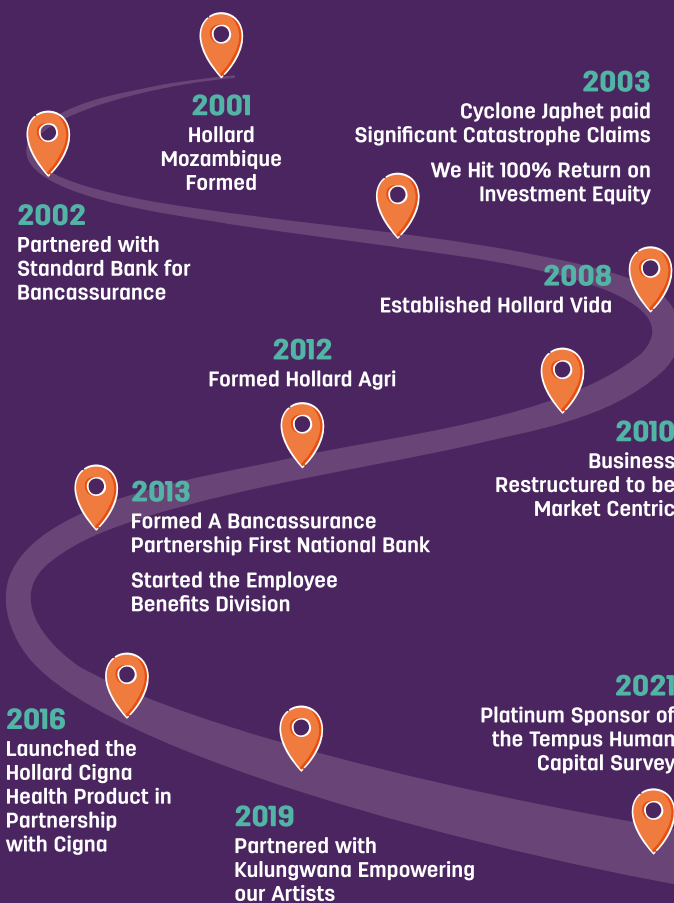 2001
Hollard
Mozambique
Formed
2002
Partnered with
Standard Bank for
Bancassurance
2003
Cyclone Japhet paid
Significant Catastrophe Claims
We Hit 100% Return on
Investment Equity
2008
Established Hollard Vida
2010
Business
Restructured to be
Market Centric
2012
Formed Hollard Agri
2013
Formed A Bancassurance
Partnership First National Bank
Started the Employee
Benefits Division
2016
Launched the
Hollard Cigna
Health Product in
Partnership
with Cigna
2019
Partnered with
Kulungwana Empowering
our Artists
2021
Platinum Sponsor of
the Tempus Human
Capital Survey